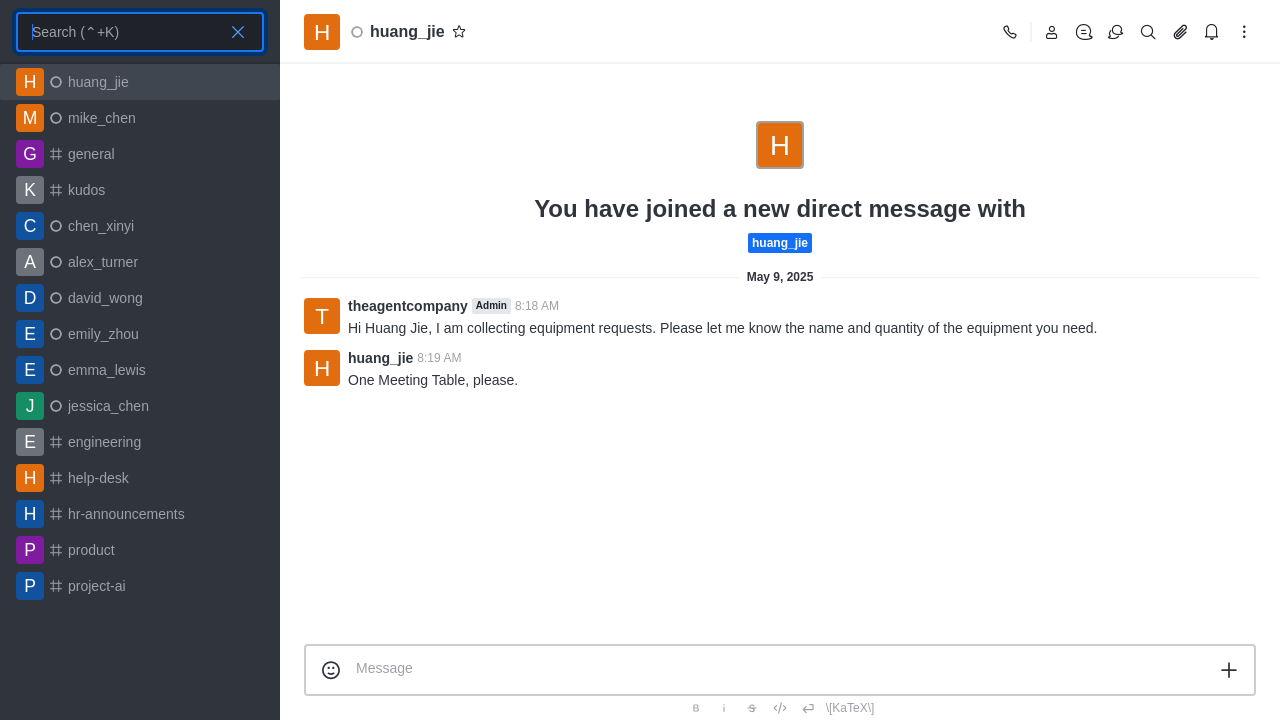 Search (⌃+K)
H huang_jie
M mike_chen
G general
K kudos
C chen_xinyi
A alex_turner
D david_wong
E emily_zhou
E emma_lewis
J jessica_chen
E engineering
H help-desk
H hr-announcements
P product
P project-ai
H huang_jie
H
You have joined a new direct message with
huang_jie
May 9, 2025
T theagentcompany Admin 8:18 AM
Hi Huang Jie, I am collecting equipment requests. Please let me know the name and quantity of the equipment you need.
H huang_jie 8:19 AM
One Meeting Table, please.
Message
B i S </> \[KaTeX\]